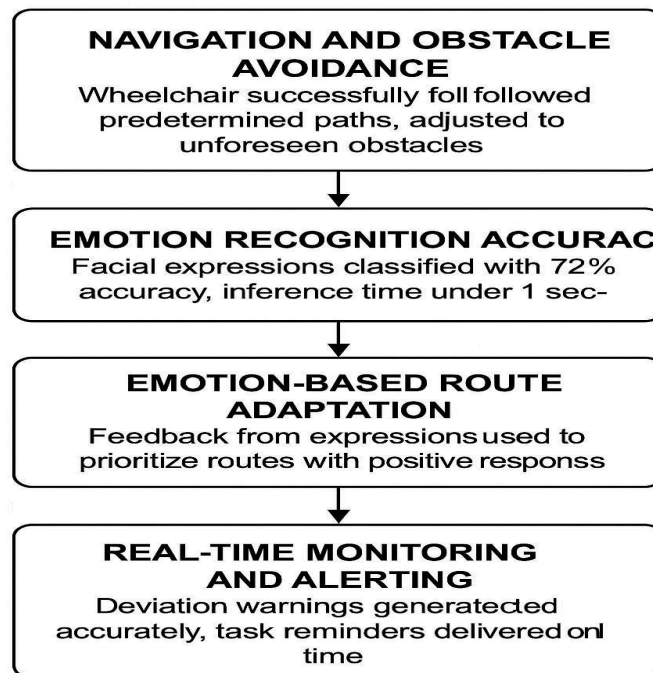 NAVIGATION AND OBSTACLE
AVOIDANCE
Wheelchair successfully foll followed
predetermined paths, adjusted to
unforeseen obstacles
EMOTION RECOGNITION ACCURAC
Facial expressions classified with 72%
accuracy, inference time under 1 sec-
EMOTION-BASED ROUTE
ADAPTATION
Feedback from expressions used to
prioritize routes with positive responss
REAL-TIME MONITORING
AND ALERTING
Deviation warnings generatected
accurately, task reminders delivered onl
time